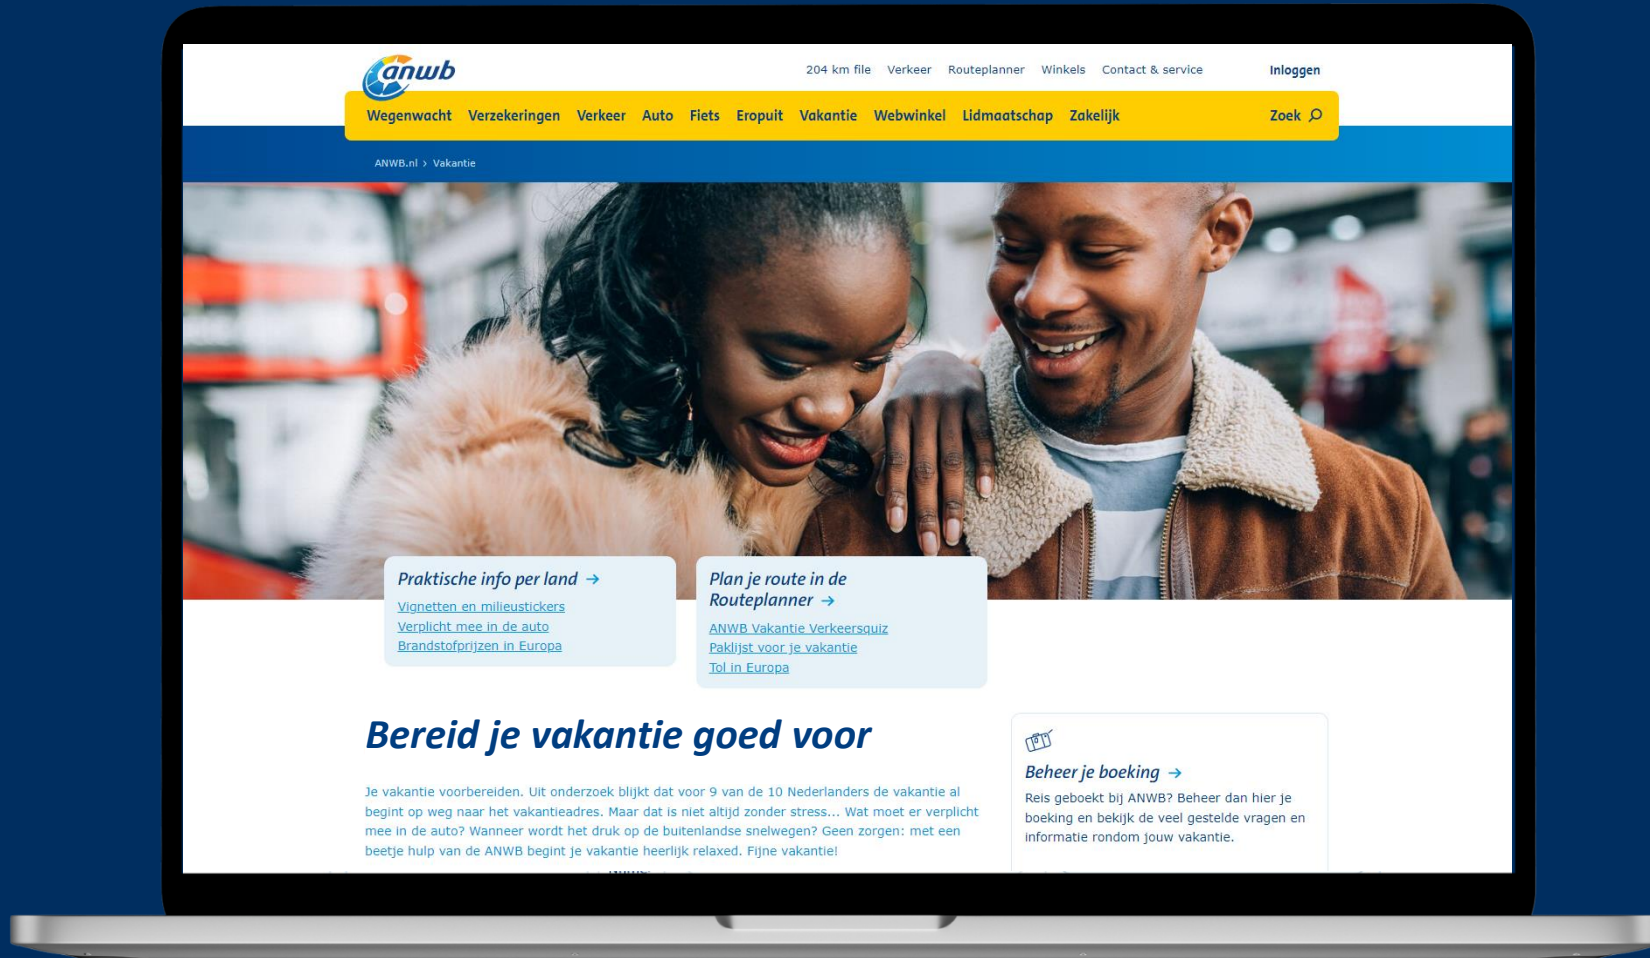 anwb
204 km file Verkeer Routeplanner Winkels Contact & service Inloggen
Wegenwacht Verzekeringen Verkeer Auto Fiets Eropuit Vakantie Webwinkel Lidmaatschap Zakelijk Zoek
ANWB.nl > Vakantie
Praktische info per land →
Vignetten en milieustickers
Verplicht mee in de auto
Brandstofprijzen in Europa
Plan je route in de
Routeplanner →
ANWB Vakantie Verkeersquiz
Paklijst voor je vakantie
Tol in Europa
Bereid je vakantie goed voor
Je vakantie voorbereiden. Uit onderzoek blijkt dat voor 9 van de 10 Nederlanders de vakantie al
begint op weg naar het vakantieadres. Maar dat is niet altijd zonder stress... Wat moet er verplicht
mee in de auto? Wanneer wordt het druk op de buitenlandse snelwegen? Geen zorgen: met een
beetje hulp van de ANWB begint je vakantie heerlijk relaxed. Fijne vakantie!
Beheer je boeking →
Reis geboekt bij ANWB? Beheer dan hier je
boeking en bekijk de veel gestelde vragen en
informatie rondom jouw vakantie.